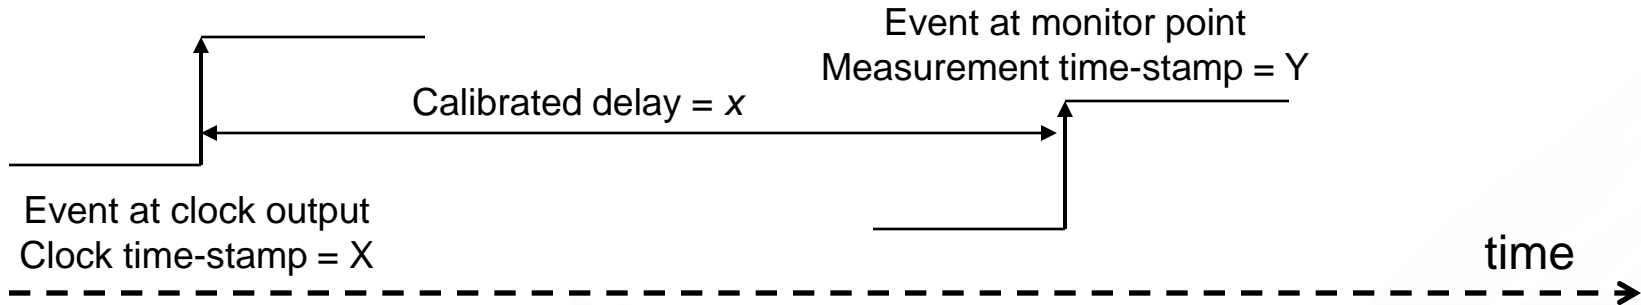 Event at monitor point
Measurement time-stamp = Y
Calibrated delay = x
Event at clock output
Clock time-stamp = X
time